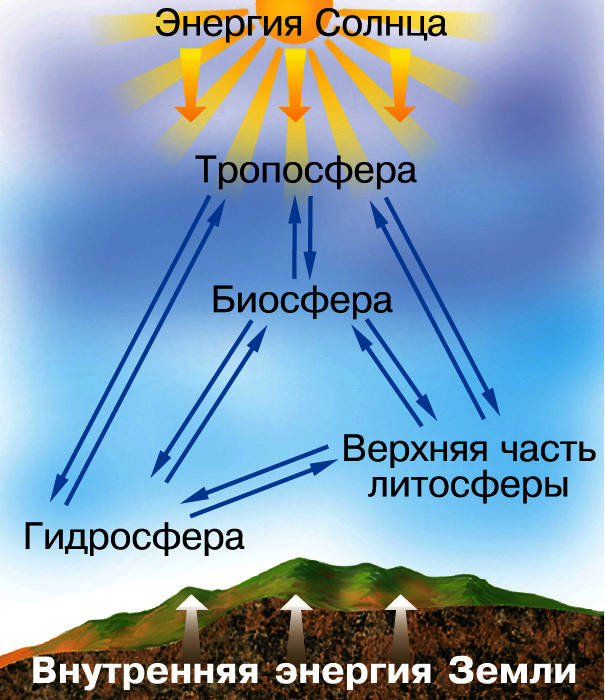 Энергия Солнца
Тропосфера
Биосфера
Верхняя часть
литосферы
Гидросфера
Внутренняя энергия Земли